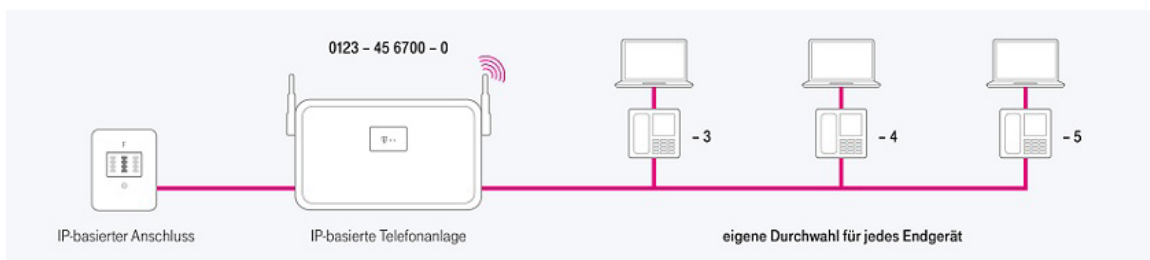 0123 – 45 6700 – 0
– 3
– 4
– 5
F
T
IP-basierter Anschluss
IP-basierte Telefonanlage
eigene Durchwahl für jedes Endgerät